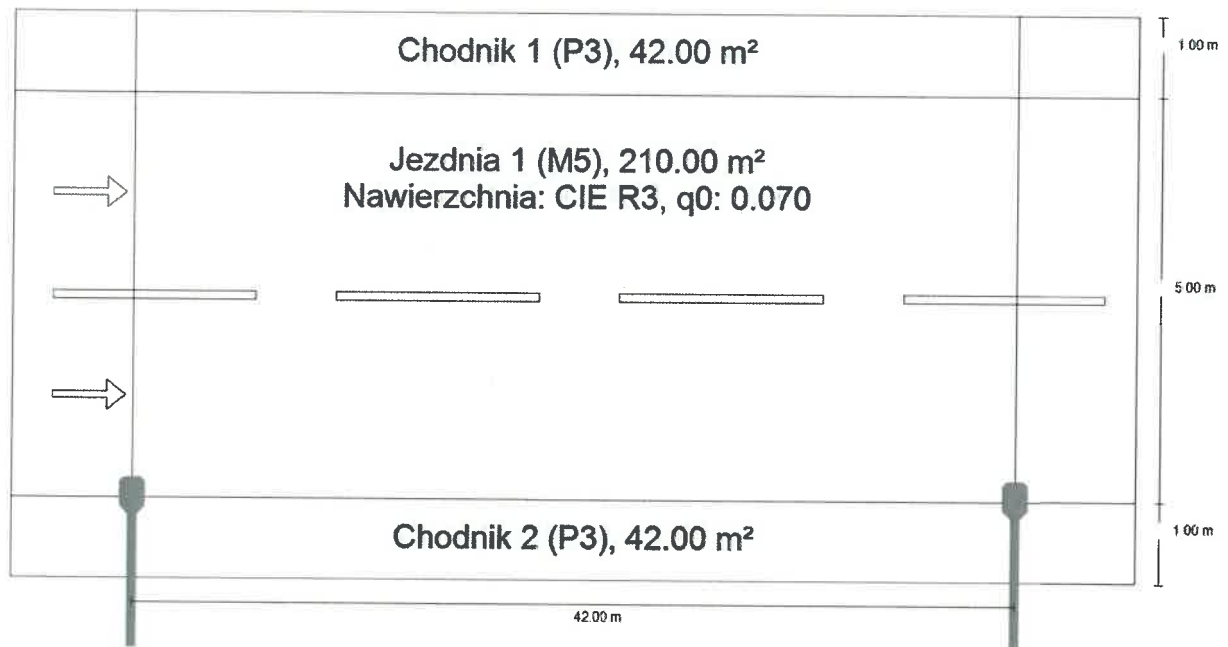 Chodnik 1 (P3), 42.00 m²
1.00 m
Jezdnia 1 (M5), 210.00 m²
Nawierzchnia: CIE R3, q0: 0.070
5.00 m
Chodnik 2 (P3), 42.00 m²
1.00 m
42.00 m